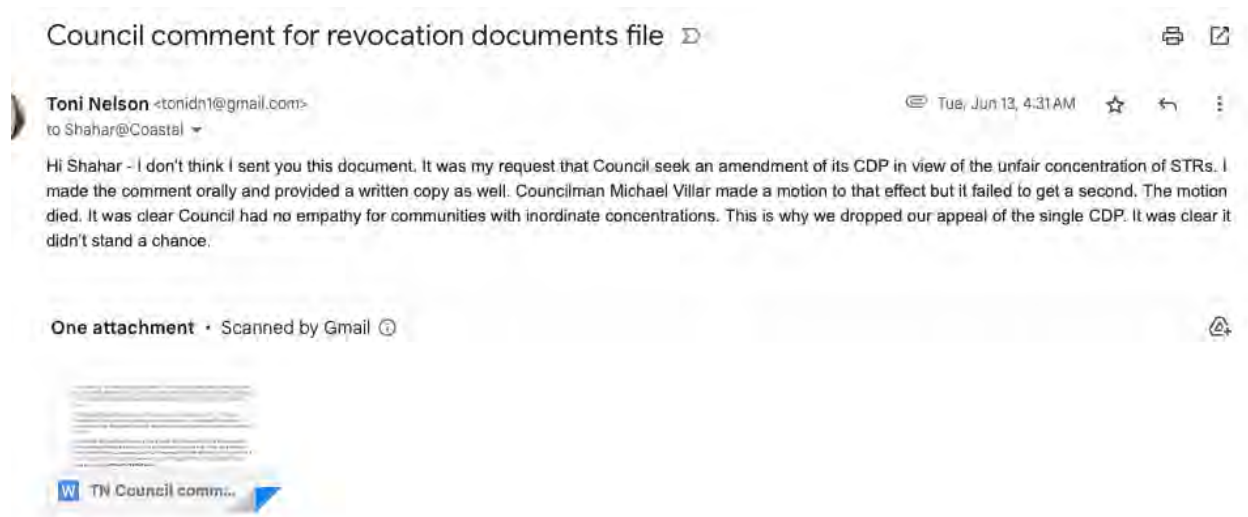 Council comment for revocation documents file
Toni Nelson <tonidn1@gmail.com>
Tue, Jun 13, 4:31 AM
to Shahar@Coastal
Hi Shahar - I don't think I sent you this document. It was my request that Council seek an amendment of its CDP in view of the unfair concentration of STRs. I
made the comment orally and provided a written copy as well. Councilman Michael Villar made a motion to that effect but it failed to get a second. The motion
died. It was clear Council had no empathy for communities with inordinate concentrations. This is why we dropped our appeal of the single CDP. It was clear it
didn't stand a chance.
One attachment • Scanned by Gmail
W TN Council comm...